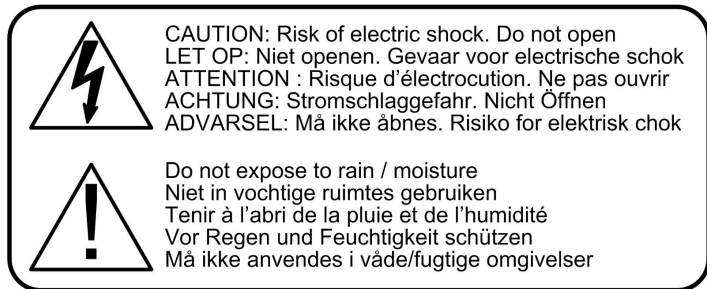 CAUTION: Risk of electric shock. Do not open
LET OP: Niet openen. Gevaar voor electrische schok
ATTENTION : Risque d'électrocution. Ne pas ouvrir
ACHTUNG: Stromschlaggefahr. Nicht Öffnen
ADVARSEL: Må ikke åbnes. Risiko for elektrisk chok
!
Do not expose to rain / moisture
Niet in vochtige ruimtes gebruiken
Tenir à l'abri de la pluie et de l'humidité
Vor Regen und Feuchtigkeit schützen
Må ikke anvendes i våde/fugtige omgivelser